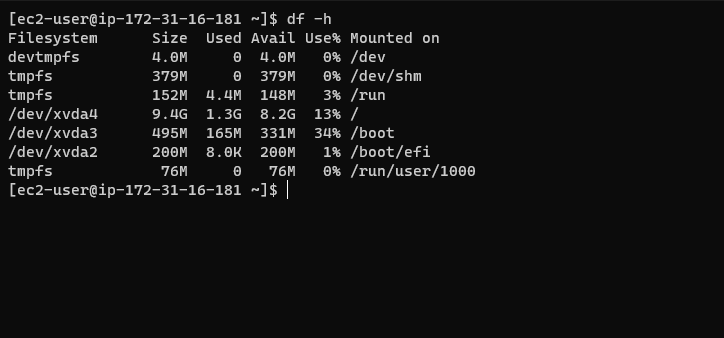 [ec2-user@ip-172-31-16-181 ~]$ df -h
Filesystem      Size  Used Avail Use% Mounted on
devtmpfs        4.0M     0  4.0M   0% /dev
tmpfs           379M     0  379M   0% /dev/shm
tmpfs           152M  4.4M  148M   3% /run
/dev/xvda4      9.4G  1.3G  8.2G  13% /
/dev/xvda3      495M  165M  331M  34% /boot
/dev/xvda2      200M  8.0K  200M   1% /boot/efi
tmpfs            76M     0   76M   0% /run/user/1000
[ec2-user@ip-172-31-16-181 ~]$